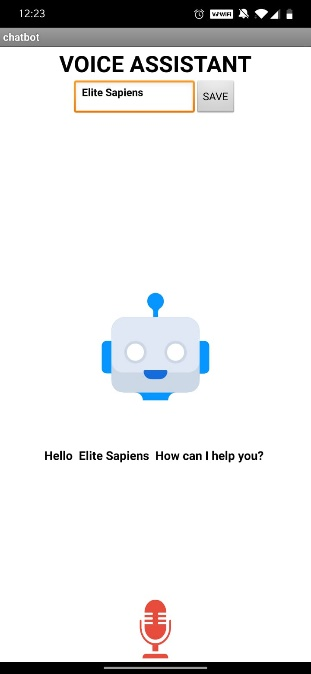 12:23
VoWIFI
chatbot
VOICE ASSISTANT
Elite Sapiens
SAVE
Hello Elite Sapiens How can I help you?